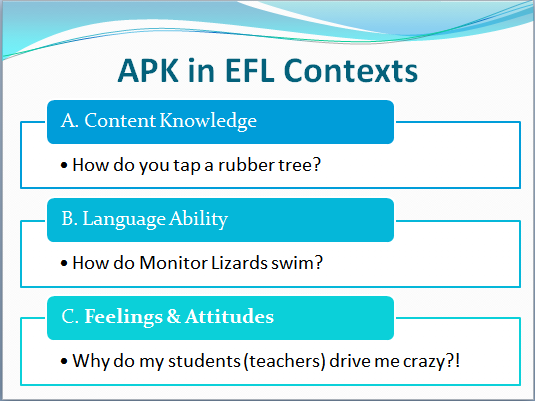 APK in EFL Contexts
A. Content Knowledge
• How do you tap a rubber tree?
B. Language Ability
• How do Monitor Lizards swim?
C. Feelings & Attitudes
• Why do my students (teachers) drive me crazy?!